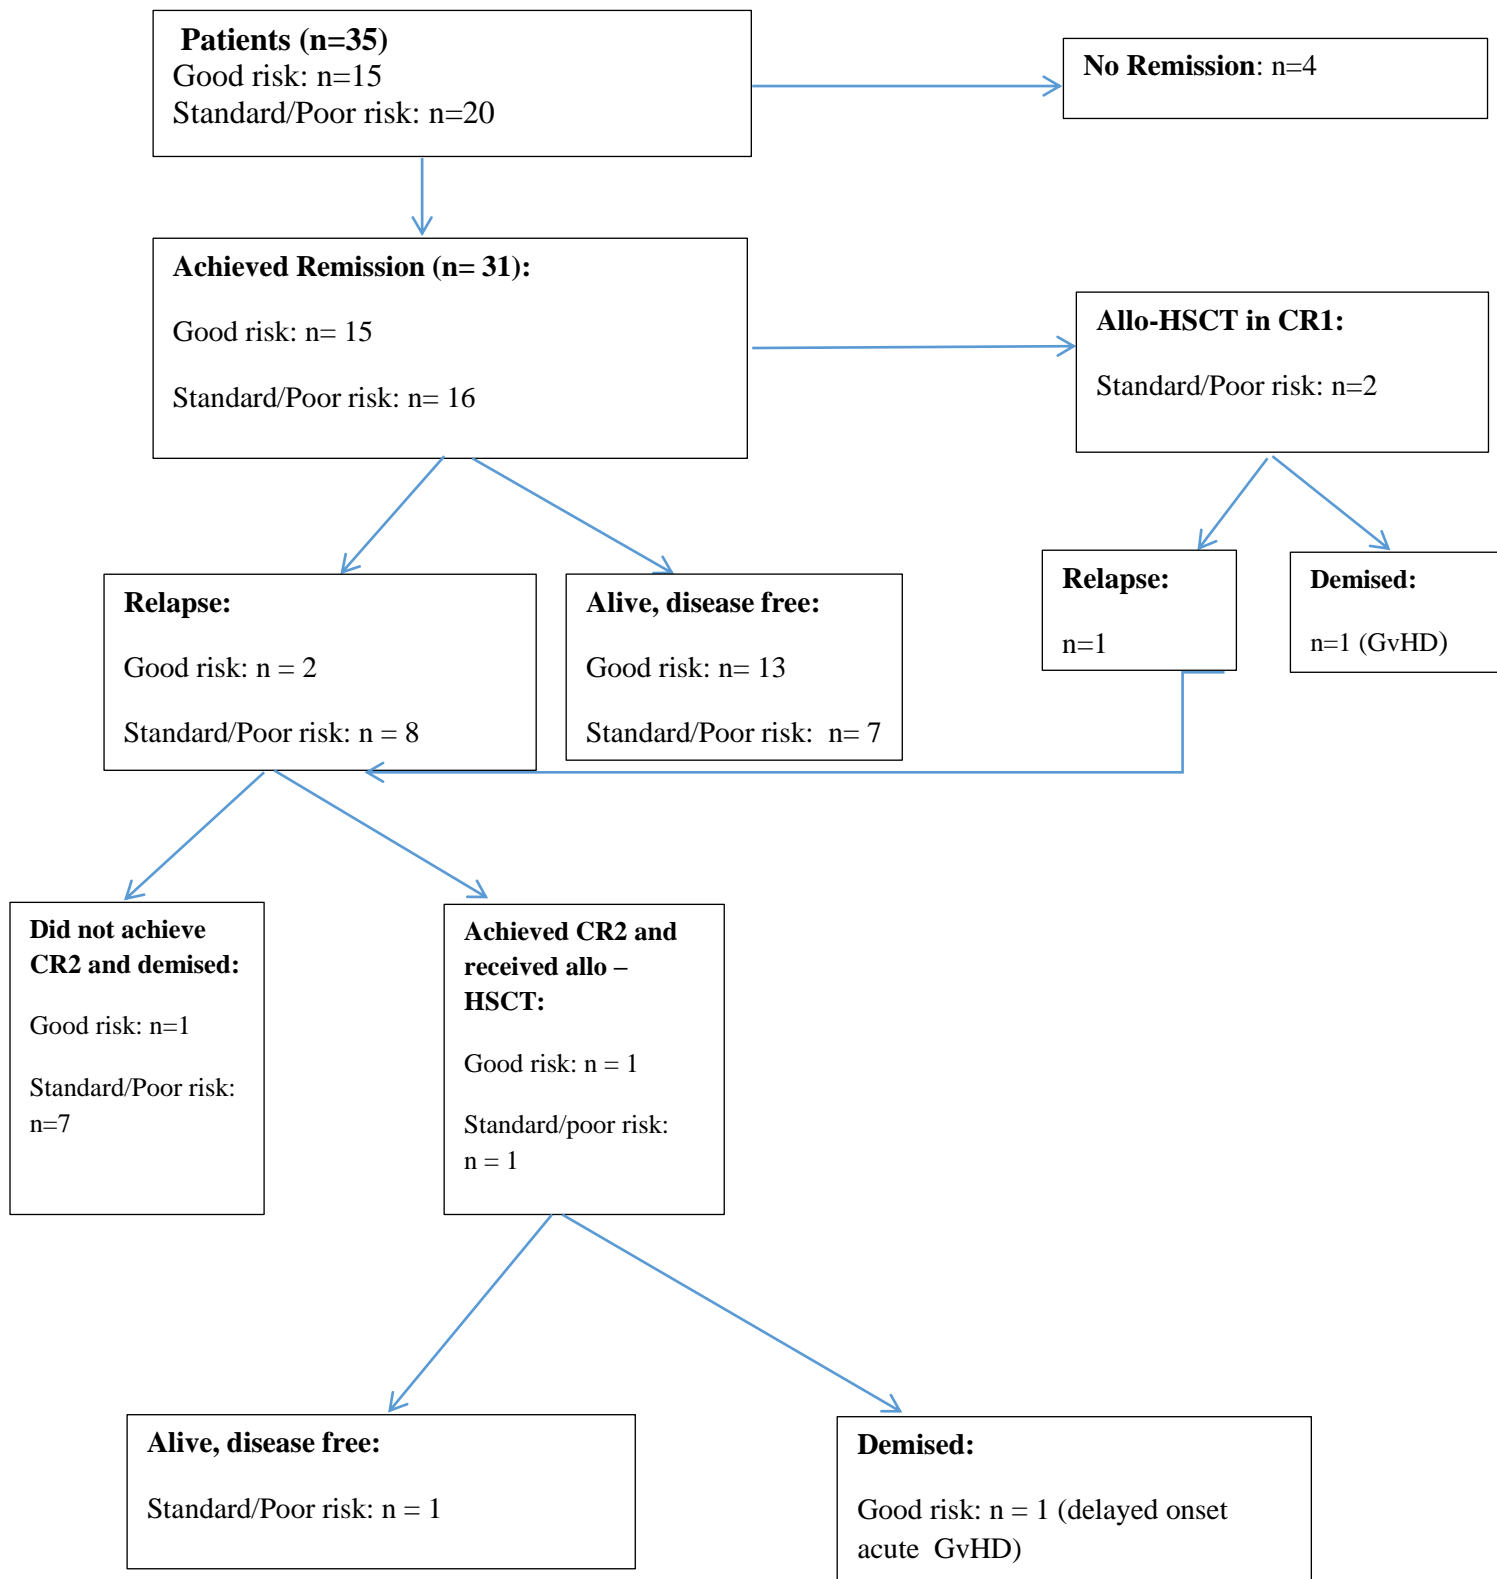 Patients (n=35)
Good risk: n=15
Standard/Poor risk: n=20
No Remission: n=4
Achieved Remission (n= 31):
Good risk: n= 15
Standard/Poor risk: n= 16
Allo-HSCT in CR1:
Standard/Poor risk: n=2
Relapse:
Good risk: n = 2
Standard/Poor risk: n = 8
Alive, disease free:
Good risk: n= 13
Standard/Poor risk: n= 7
Relapse:
n=1
Demised:
n=1 (GvHD)
Did not achieve
CR2 and demised:
Good risk: n=1
Standard/Poor risk:
n=7
Achieved CR2 and
received allo –
HSCT:
Good risk: n = 1
Standard/poor risk:
n = 1
Alive, disease free:
Standard/Poor risk: n = 1
Demised:
Good risk: n = 1 (delayed onset
acute GvHD)